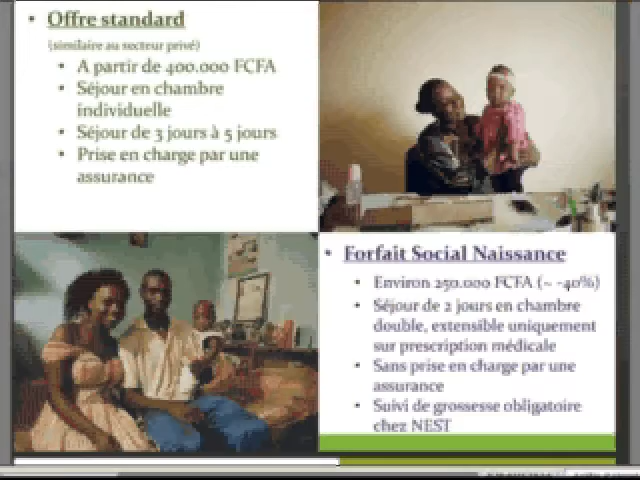 Offre standard
(similaire au secteur privé)
A partir de 400.000 FCFA
Séjour en chambre
individuelle
Séjour de 3 jours à 5 jours
Prise en charge par une
assurance
Forfait Social Naissance
Environ 250.000 FCFA (~ -40%)
Séjour de 2 jours en chambre
double, extensible uniquement
sur prescription médicale
Sans prise en charge par une
assurance
Suivi de grossesse obligatoire
chez NEST